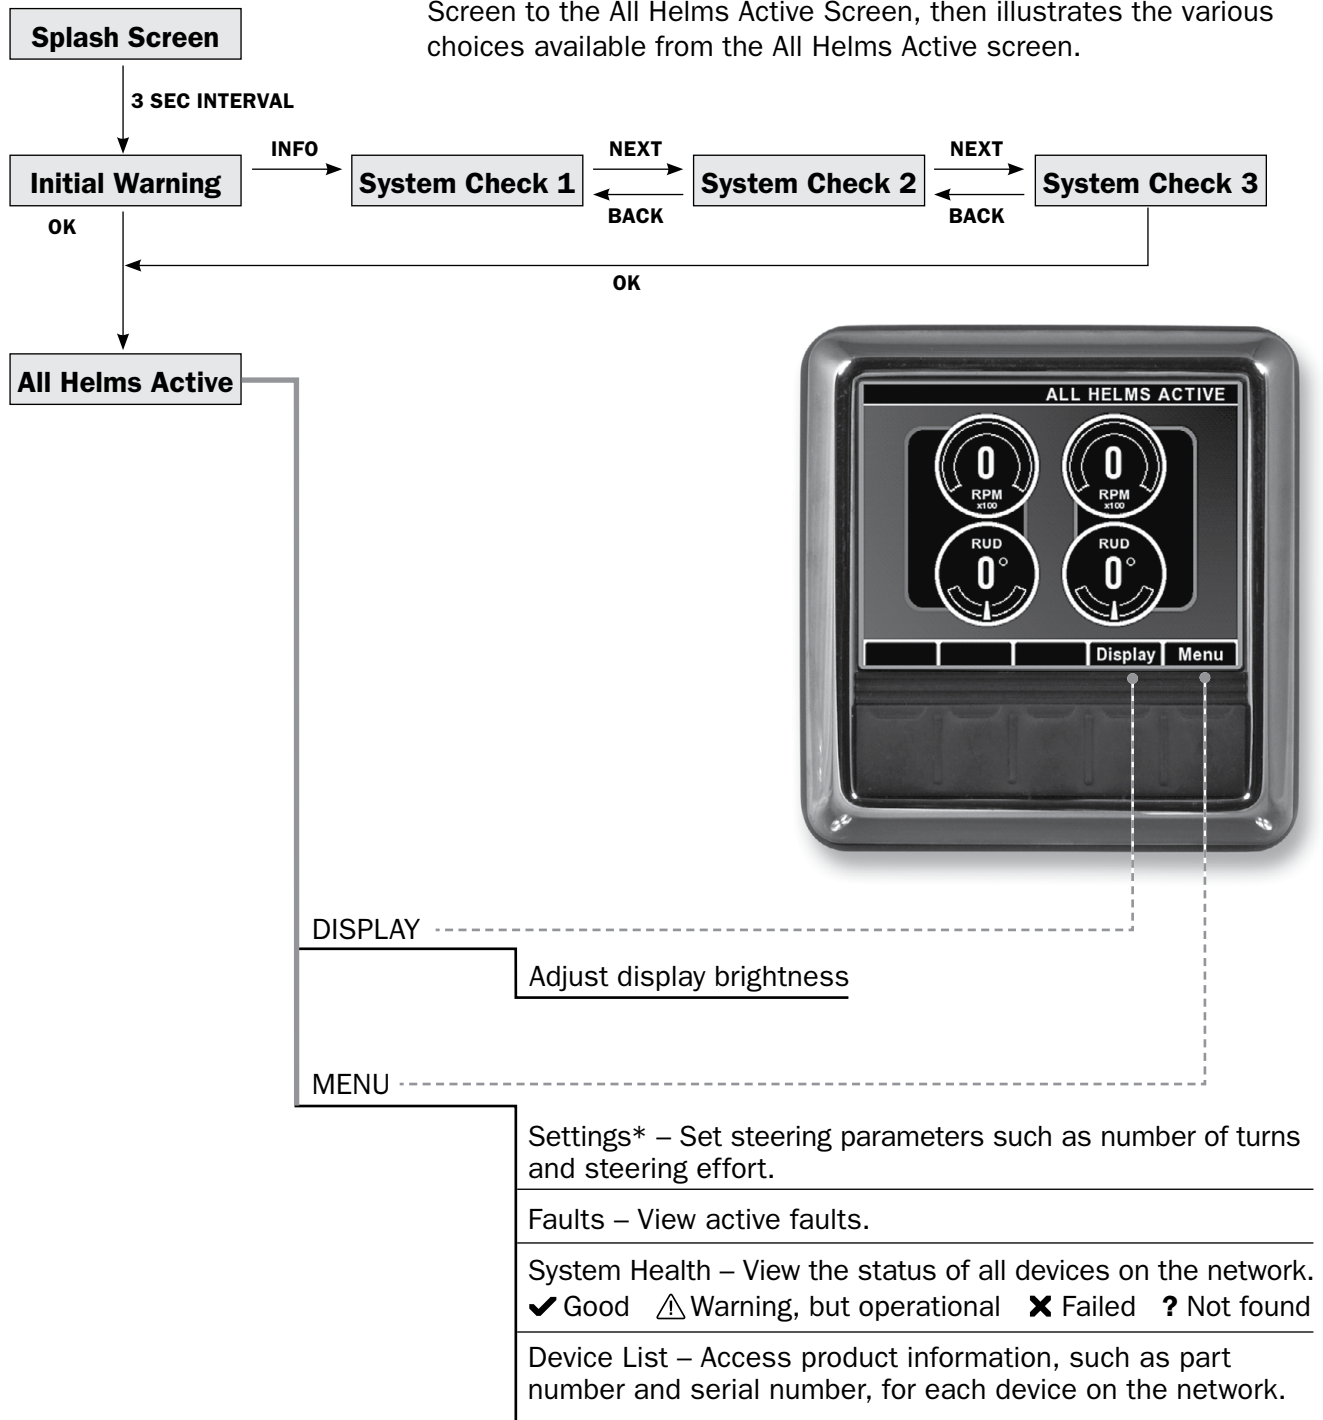 Screen to the All Helms Active Screen, then illustrates the various
choices available from the All Helms Active screen.
Splash Screen
3 SEC INTERVAL
Initial Warning
INFO
System Check 1
NEXT
BACK
System Check 2
NEXT
BACK
System Check 3
OK
OK
All Helms Active
ALL HELMS ACTIVE
0
RPM
x100
0
RPM
x100
RUD
0°
RUD
0°
Display
Menu
DISPLAY
Adjust display brightness
MENU
Settings* – Set steering parameters such as number of turns
and steering effort.
Faults – View active faults.
System Health – View the status of all devices on the network.
✔ Good ⚠ Warning, but operational ✖ Failed ? Not found
Device List – Access product information, such as part
number and serial number, for each device on the network.